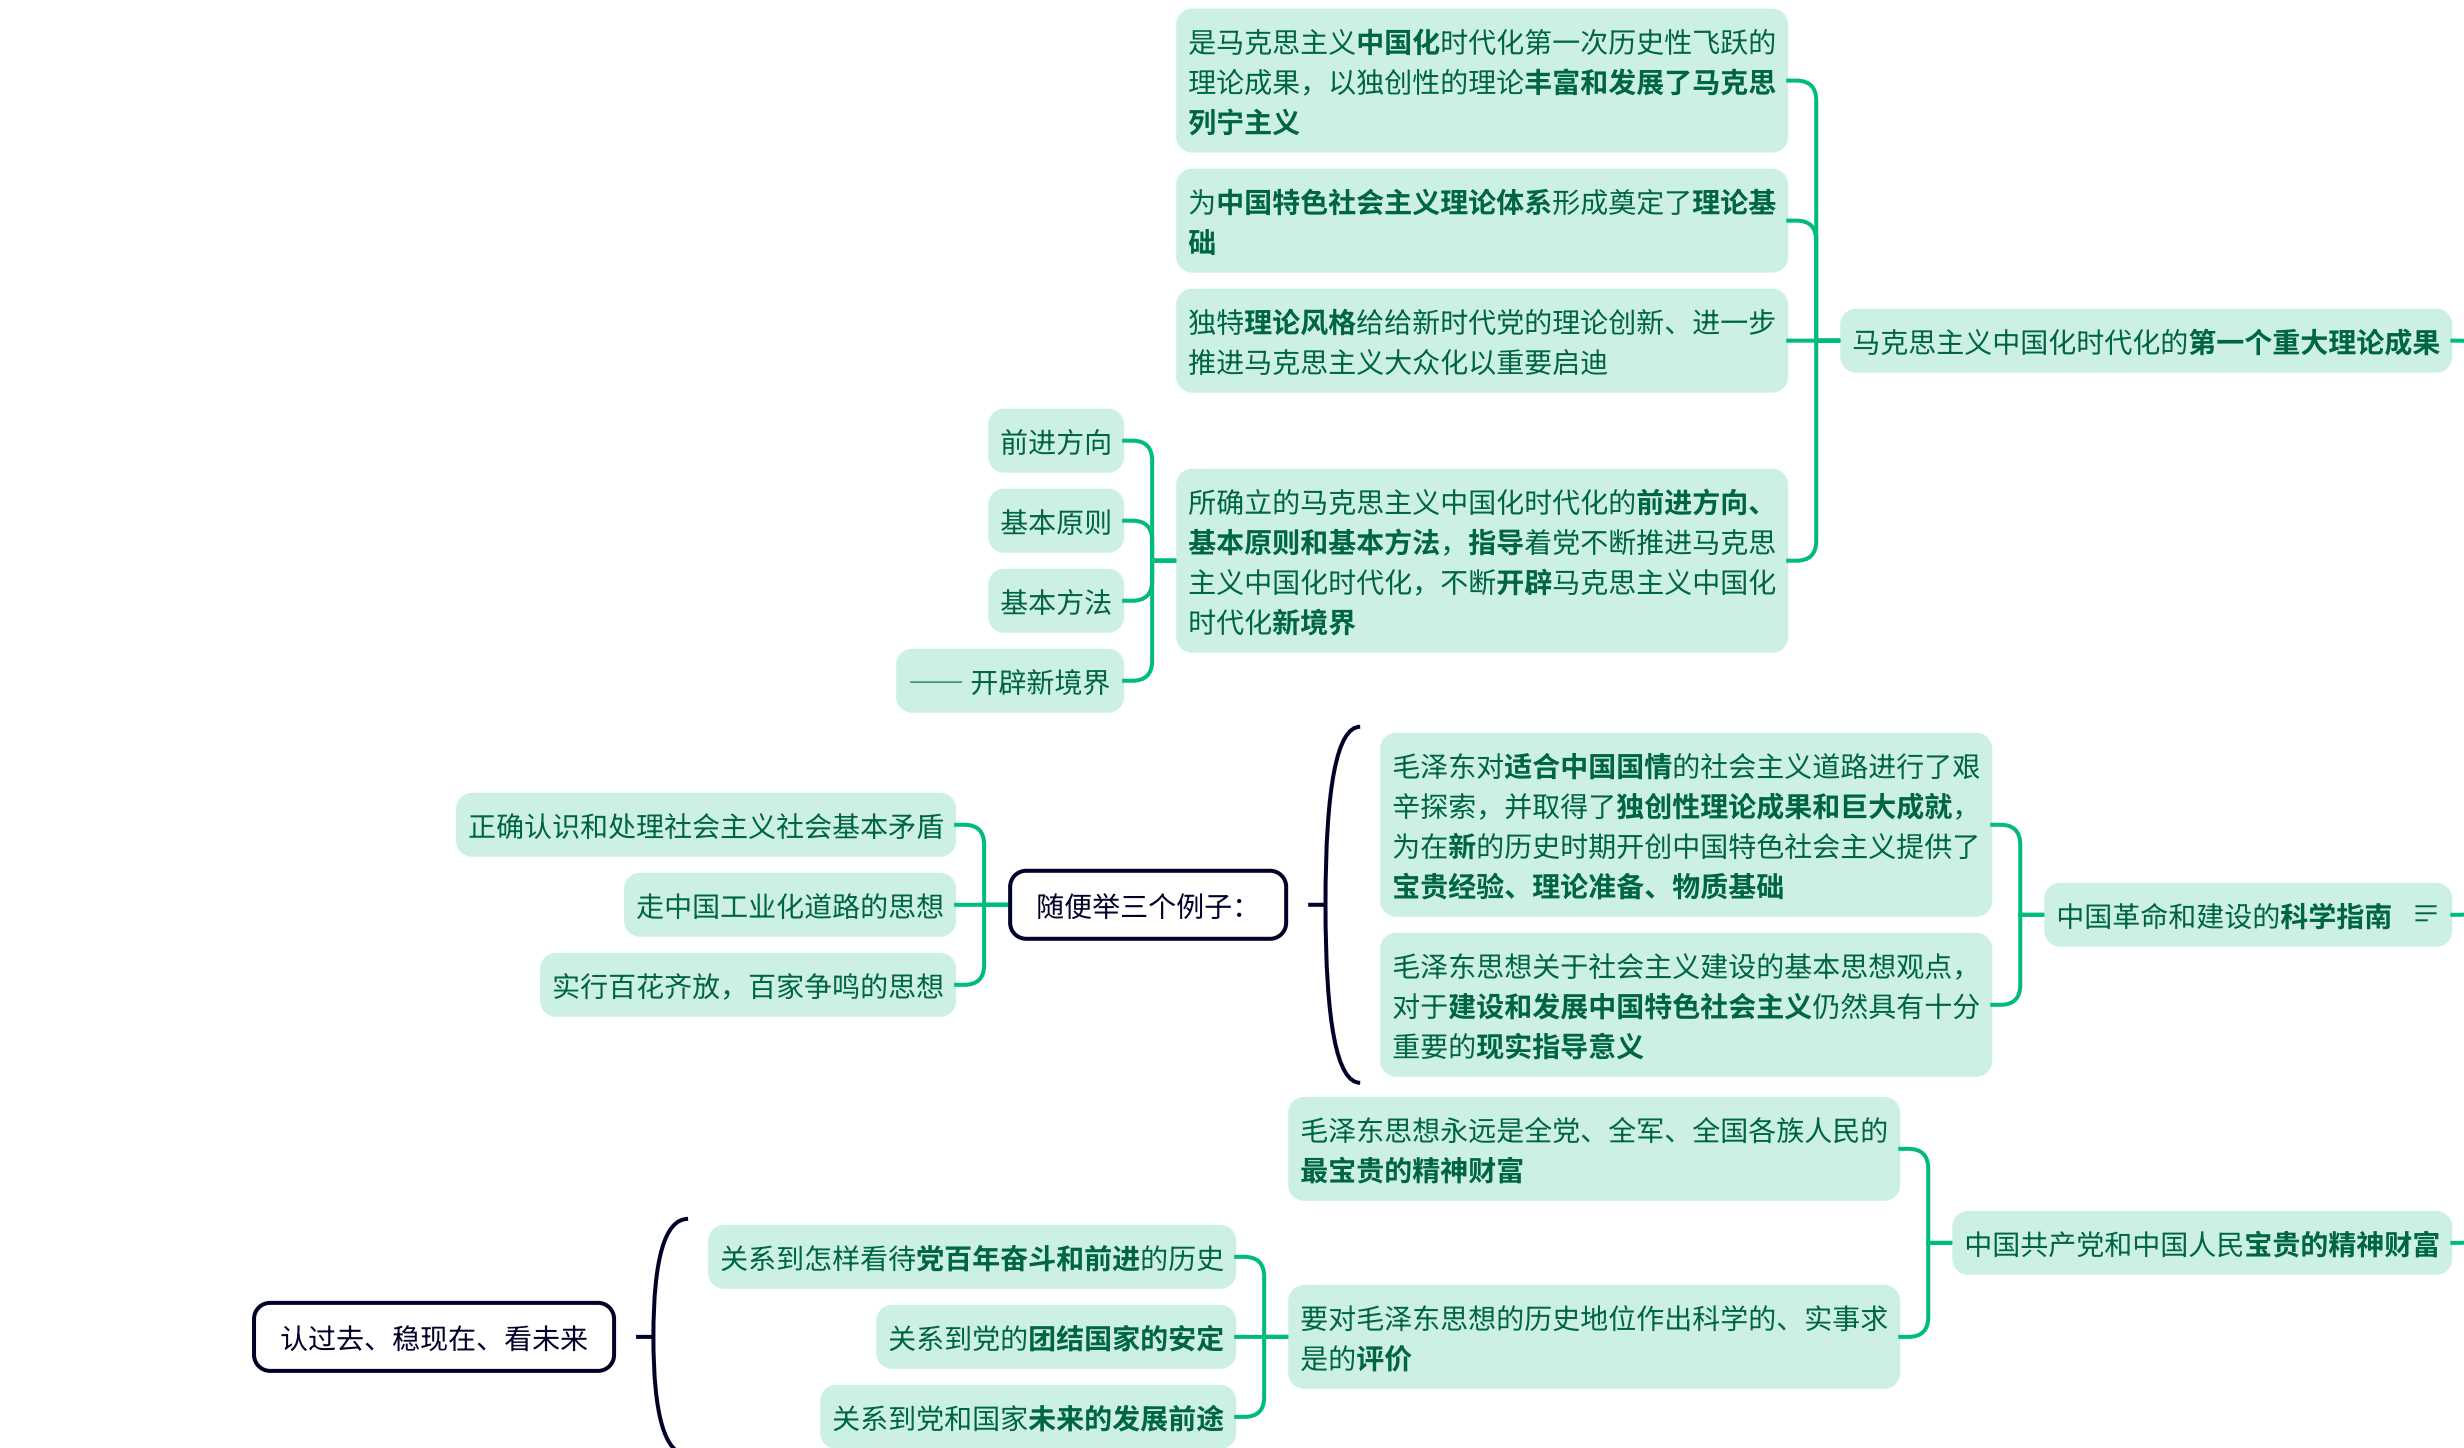 是马克思主义中国化时代化第一次历史性飞跃的
理论成果，以独创性的理论丰富和发展了马克思
列宁主义
为中国特色社会主义理论体系形成奠定了理论基
础
独特理论风格给给新时代党的理论创新、进一步
推进马克思主义大众化以重要启迪
马克思主义中国化时代化的第一个重大理论成果
前进方向
基本原则
基本方法
—— 开辟新境界
所确立的马克思主义中国化时代化的前进方向、
基本原则和基本方法，指导着党不断推进马克思
主义中国化时代化，不断开辟马克思主义中国化
时代化新境界
正确认识和处理社会主义社会基本矛盾
走中国工业化道路的思想
实行百花齐放，百家争鸣的思想
随便举三个例子：
毛泽东对适合中国国情的社会主义道路进行了艰
辛探索，并取得了独创性理论成果和巨大成就，
为在新的历史时期开创中国特色社会主义提供了
宝贵经验、理论准备、物质基础
毛泽东思想关于社会主义建设的基本思想观点，
对于建设和发展中国特色社会主义仍然具有十分
重要的现实指导意义
中国革命和建设的科学指南
毛泽东思想永远是全党、全军、全国各族人民的
最宝贵的精神财富
中国共产党和中国人民宝贵的精神财富
认过去、稳现在、看未来
关系到怎样看待党百年奋斗和前进的历史
关系到党的团结国家的安定
关系到党和国家未来的发展前途
要对毛泽东思想的历史地位作出科学的、实事求
是的评价